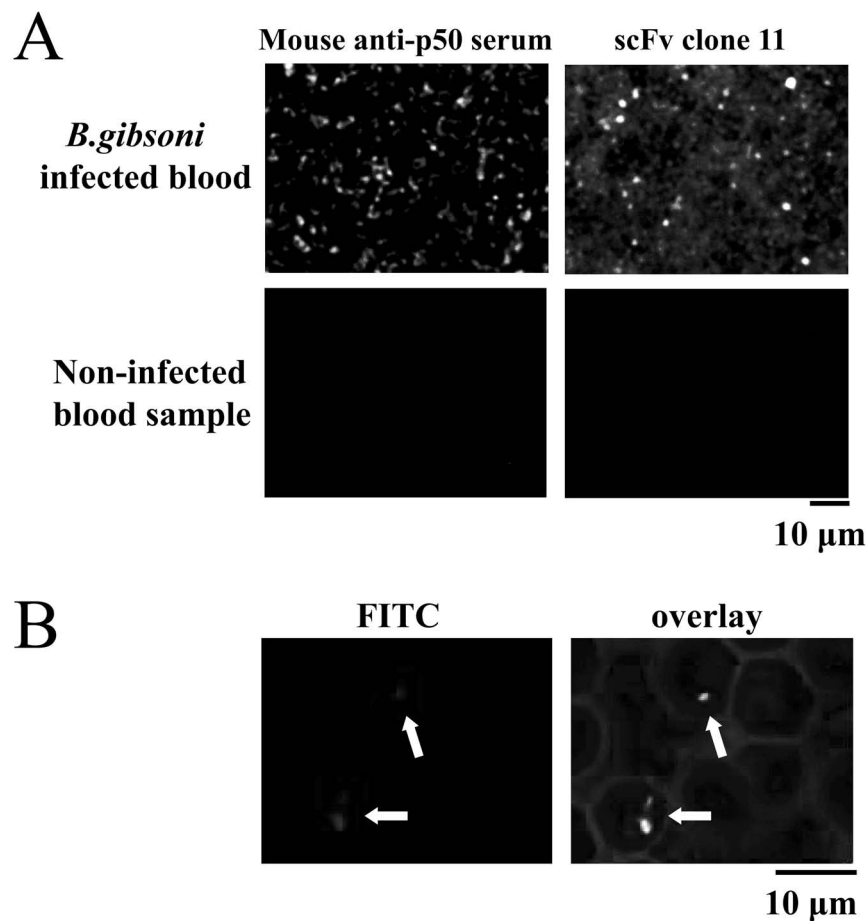 A
Mouse anti-p50 serum
scFv clone 11
B.gibsoni
infected blood
Non-infected
blood sample
10 μm
B
FITC
overlay
10 μm